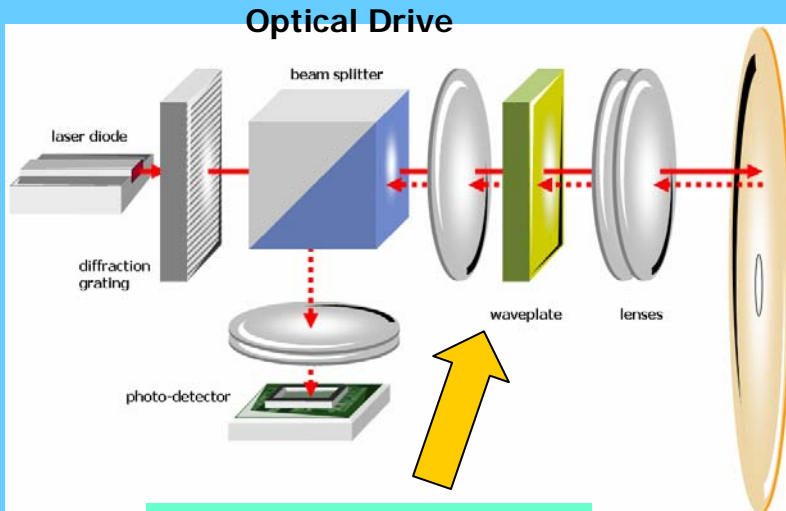 Optical Drive
beam splitter
laser diode
diffraction
grating
waveplate
lenses
photo-detector